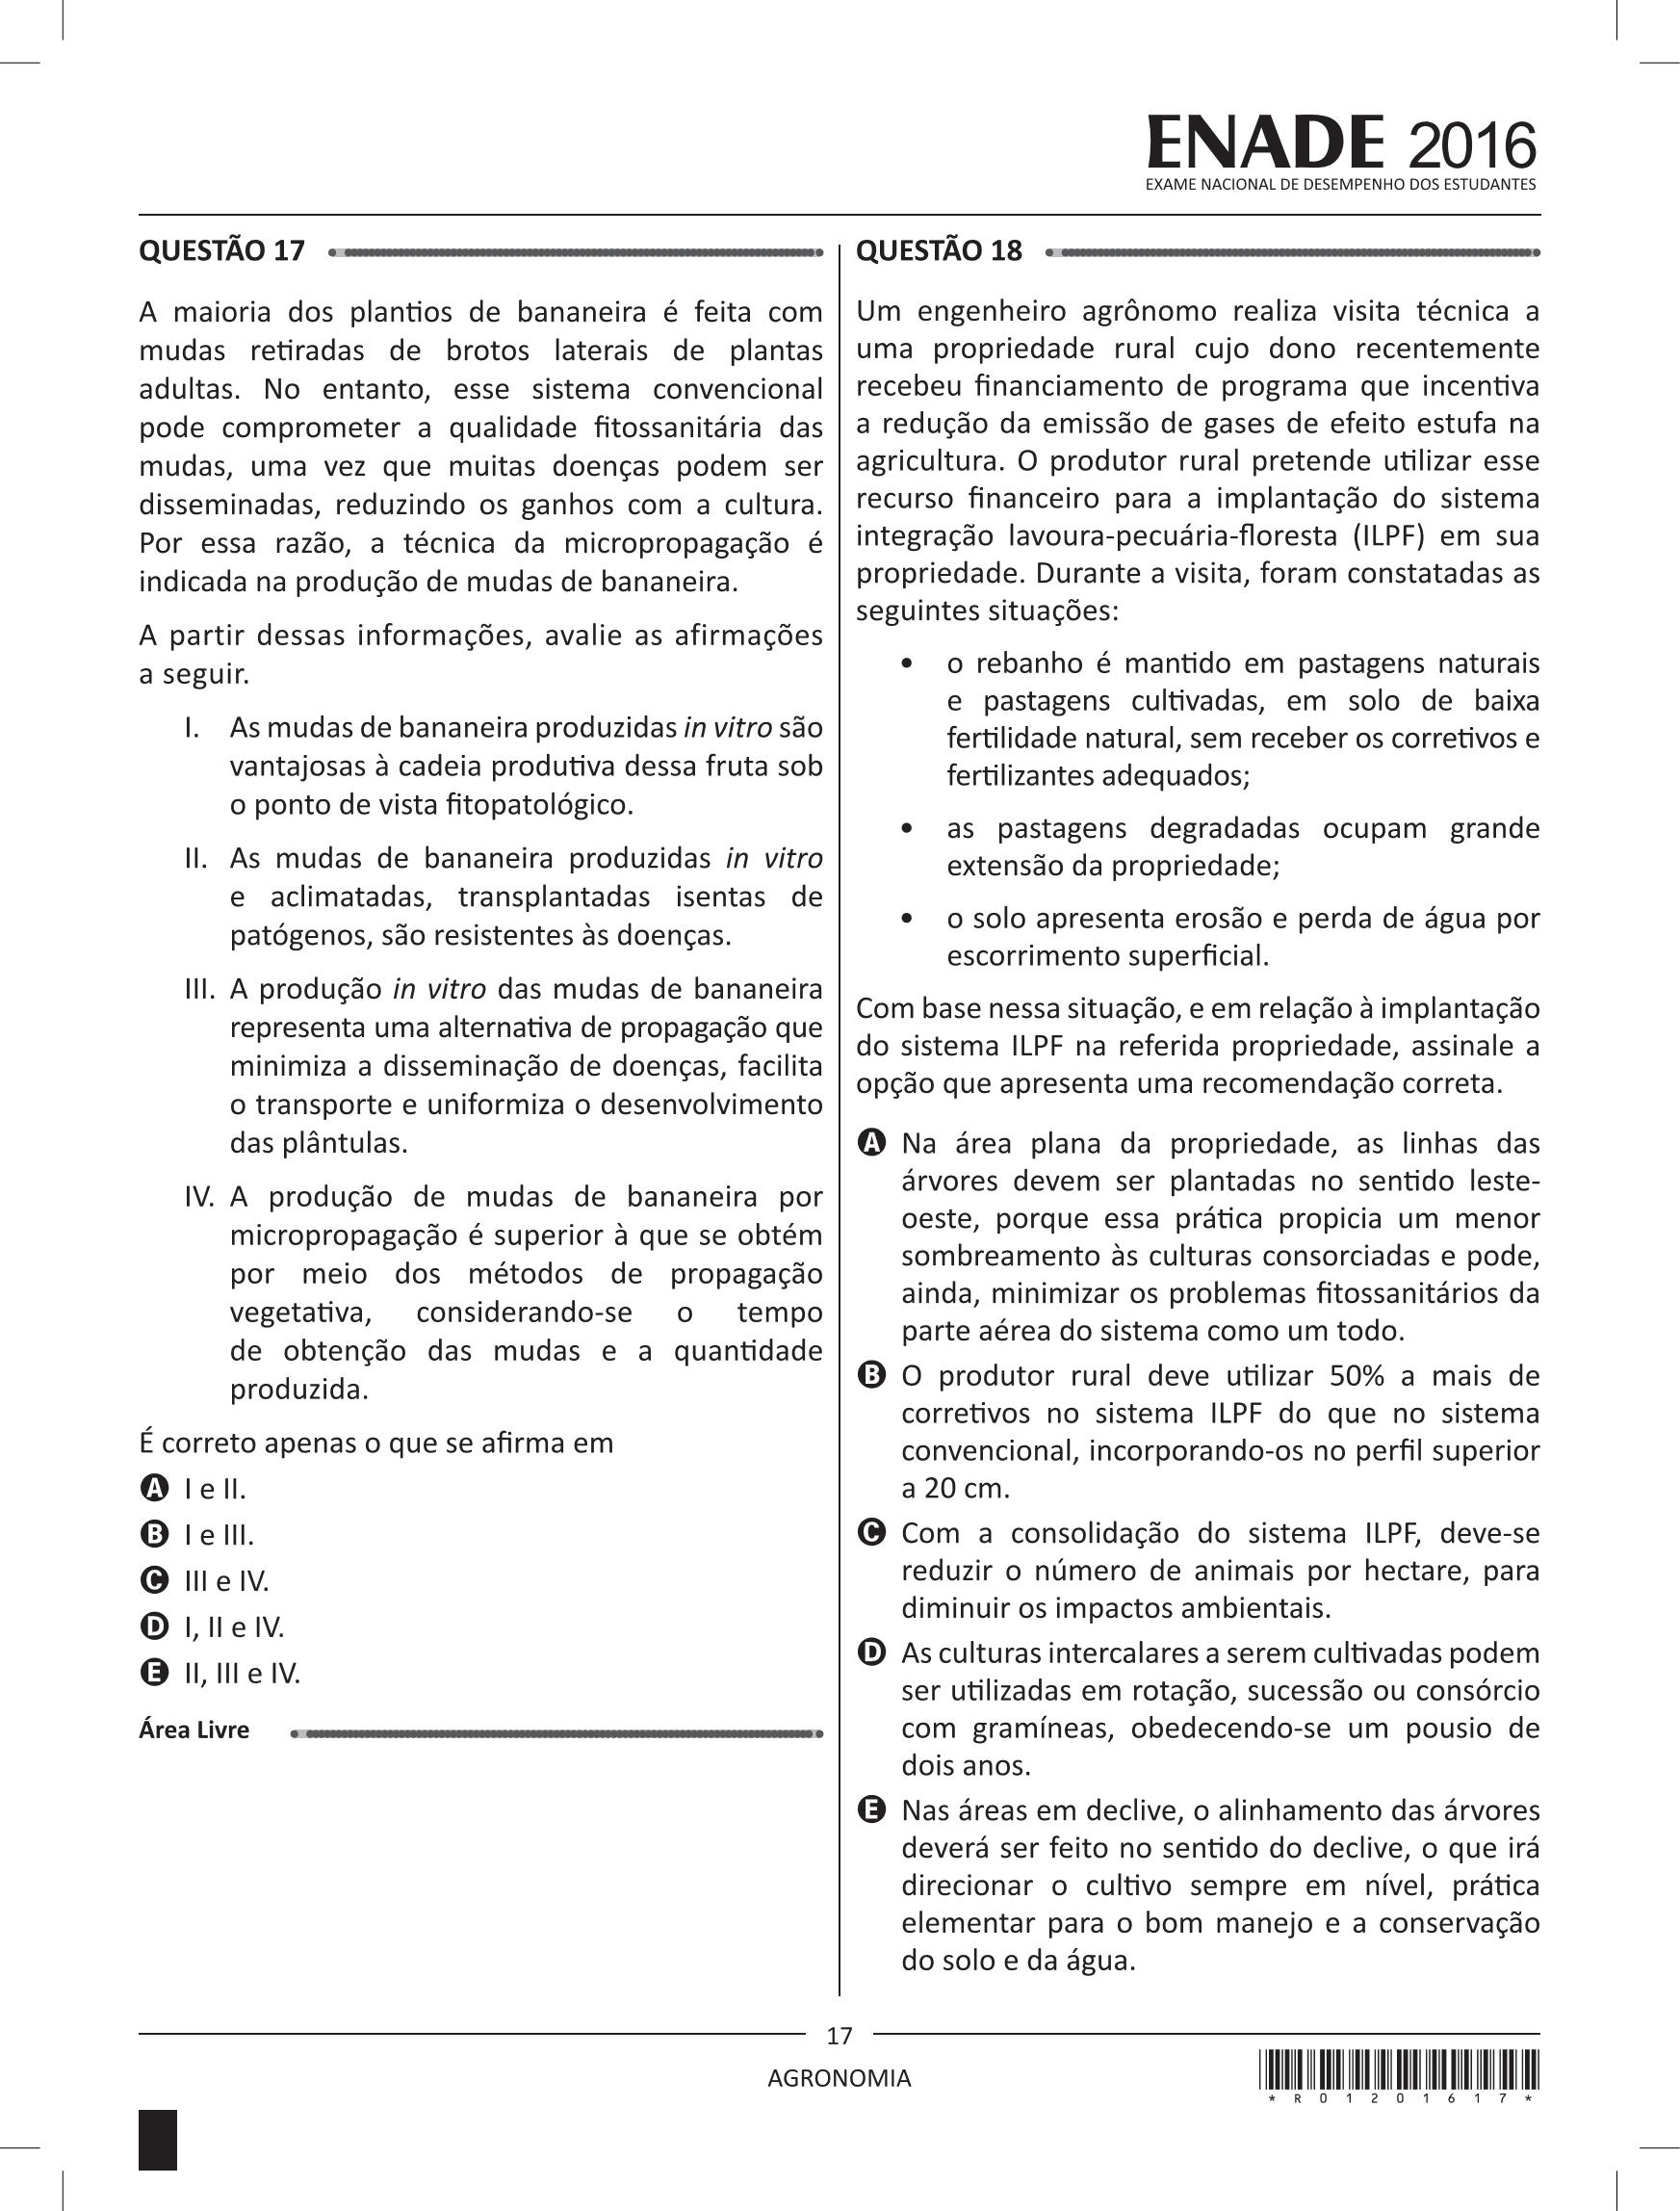 ENADE 2016
EXAME NACIONAL DE DESEMPENHO DOS ESTUDANTES
QUESTÃO 17
A maioria dos plantios de bananeira é feita com
mudas retiradas de brotos laterais de plantas
adultas. No entanto, esse sistema convencional
pode comprometer a qualidade fitossanitária das
mudas, uma vez que muitas doenças podem ser
disseminadas, reduzindo os ganhos com a cultura.
Por essa razão, a técnica da micropropagação é
indicada na produção de mudas de bananeira.
A partir dessas informações, avalie as afirmações
a seguir.
I. As mudas de bananeira produzidas in vitro são
vantajosas à cadeia produtiva dessa fruta sob
o ponto de vista fitopatológico.
II. As mudas de bananeira produzidas in vitro
e aclimatadas, transplantadas isentas de
patógenos, são resistentes às doenças.
III. A produção in vitro das mudas de bananeira
representa uma alternativa de propagação que
minimiza a disseminação de doenças, facilita
o transporte e uniformiza o desenvolvimento
das plântulas.
IV. A produção de mudas de bananeira por
micropropagação é superior à que se obtém
por meio dos métodos de propagação
vegetativa, considerando-se o tempo
de obtenção das mudas e a quantidade
produzida.
É correto apenas o que se afirma em
A I e II.
B I e III.
C III e IV.
D I, II e IV.
E II, III e IV.
Área Livre
QUESTÃO 18
Um engenheiro agrônomo realiza visita técnica a
uma propriedade rural cujo dono recentemente
recebeu financiamento de programa que incentiva
a redução da emissão de gases de efeito estufa na
agricultura. O produtor rural pretende utilizar esse
recurso financeiro para a implantação do sistema
integração lavoura-pecuária-floresta (ILPF) em sua
propriedade. Durante a visita, foram constatadas as
seguintes situações:
• o rebanho é mantido em pastagens naturais
e pastagens cultivadas, em solo de baixa
fertilidade natural, sem receber os corretivos e
fertilizantes adequados;
• as pastagens degradadas ocupam grande
extensão da propriedade;
• o solo apresenta erosão e perda de água por
escorrimento superficial.
Com base nessa situação, e em relação à implantação
do sistema ILPF na referida propriedade, assinale a
opção que apresenta uma recomendação correta.
A Na área plana da propriedade, as linhas das
árvores devem ser plantadas no sentido leste-
oeste, porque essa prática propicia um menor
sombreamento às culturas consorciadas e pode,
ainda, minimizar os problemas fitossanitários da
parte aérea do sistema como um todo.
B O produtor rural deve utilizar 50% a mais de
corretivos no sistema ILPF do que no sistema
convencional, incorporando-os no perfil superior
a 20 cm.
C Com a consolidação do sistema ILPF, deve-se
reduzir o número de animais por hectare, para
diminuir os impactos ambientais.
D As culturas intercalares a serem cultivadas podem
ser utilizadas em rotação, sucessão ou consórcio
com gramíneas, obedecendo-se um pousio de
dois anos.
E Nas áreas em declive, o alinhamento das árvores
deverá ser feito no sentido do declive, o que irá
direcionar o cultivo sempre em nível, prática
elementar para o bom manejo e a conservação
do solo e da água.
17
AGRONOMIA
* R 0 1 2 0 1 6 1 7 *